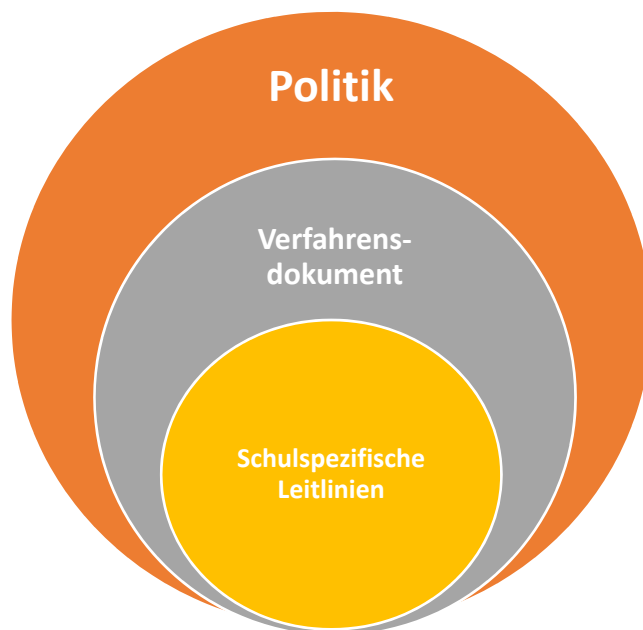 Politik
Verfahrens-
dokument
Schulspezifische
Leitlinien